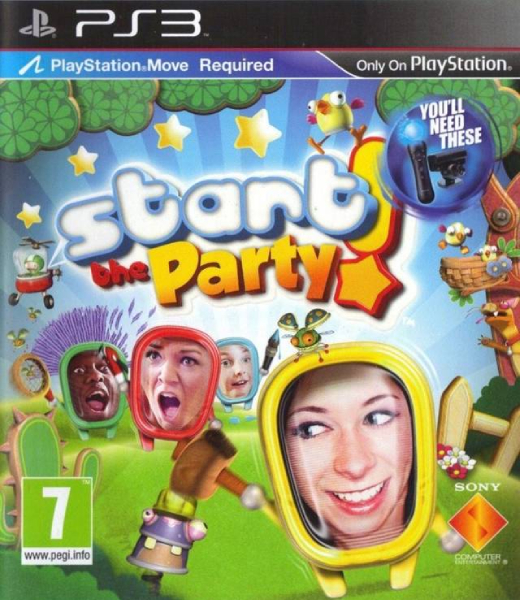 PS3
PlayStation®Move Required
Only On PlayStation®
YOU'LL
NEED
THESE
start
the Party!
™
7
www.pegi.info
SONY
COMPUTER
ENTERTAINMENT